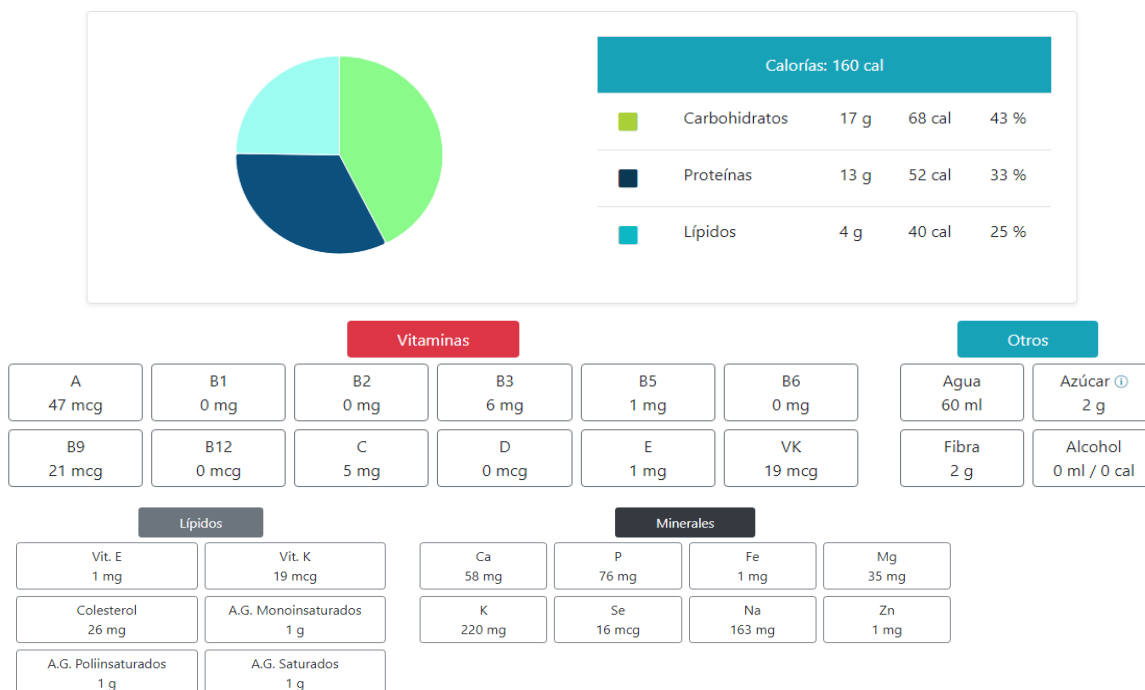 Calorías: 160 cal
Carbohidratos 17 g 68 cal 43 %
Proteínas 13 g 52 cal 33 %
Lípidos 4 g 40 cal 25 %
Vitaminas
A B1 B2 B3 B5 B6
47 mcg 0 mg 0 mg 6 mg 1 mg 0 mg
B9 B12 C D E VK
21 mcg 0 mcg 5 mg 0 mcg 1 mg 19 mcg
Otros
Agua Azúcar ⓘ
60 ml 2 g
Fibra Alcohol
2 g 0 ml / 0 cal
Lípidos
Vit. E Vit. K
1 mg 19 mcg
Colesterol A.G. Monoinsaturados
26 mg 1 g
A.G. Poliinsaturados A.G. Saturados
1 g 1 g
Minerales
Ca P Fe Mg
58 mg 76 mg 1 mg 35 mg
K Se Na Zn
220 mg 16 mcg 163 mg 1 mg